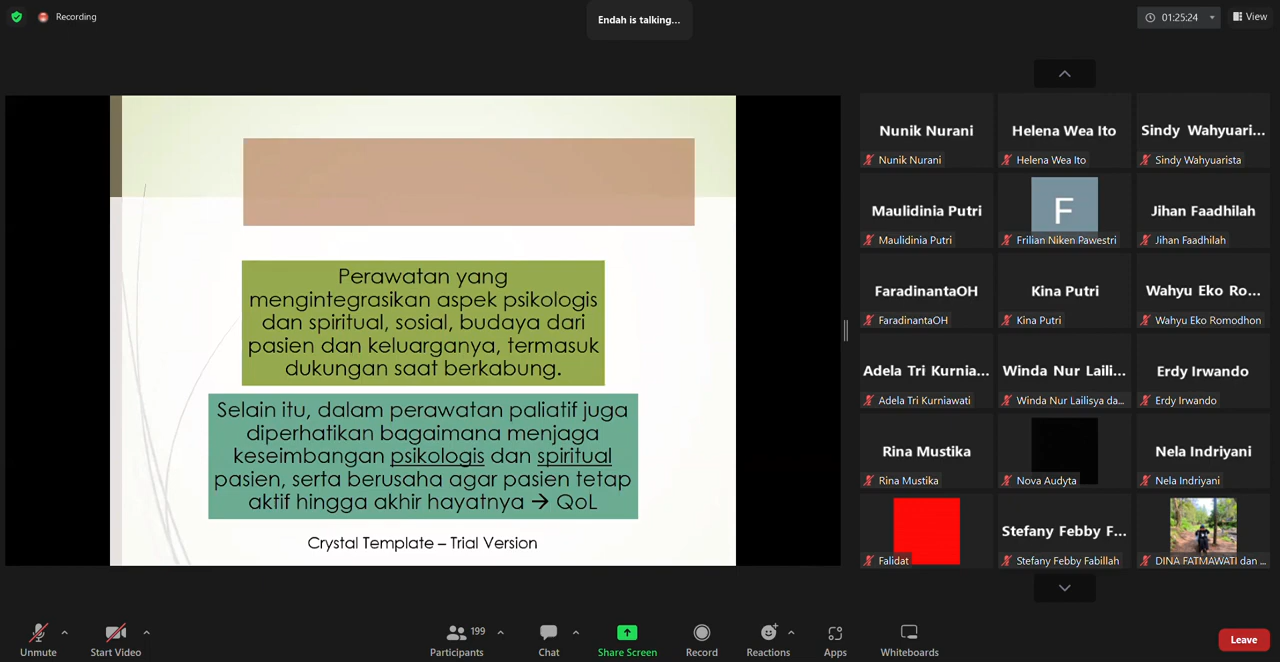 Recording
Endah is talking...
01:25:24
View
Perawatan yang
mengintegrasikan aspek psikologis
dan spiritual, sosial, budaya dari
pasien dan keluarganya, termasuk
dukungan saat berkabung.
Selain itu, dalam perawatan paliatif juga
diperhatikan bagaimana menjaga
keseimbangan psikologis dan spiritual
pasien, serta berusaha agar pasien tetap
aktif hingga akhir hayatnya → QoL
Crystal Template – Trial Version
Nunik Nurani
Nunik Nurani
Helena Wea Ito
Helena Wea Ito
Sindy Wahyuari...
Sindy Wahyuarista
Maulidinia Putri
Maulidinia Putri
F
Frilian Niken Pawestri
Jihan Faadhilah
Jihan Faadhilah
FaradinantaOH
FaradinantaOH
Kina Putri
Kina Putri
Wahyu Eko Ro...
Wahyu Eko Romodhon
Adela Tri Kurnia...
Adela Tri Kurniawati
Winda Nur Laili...
Winda Nur Lailisya da...
Erdy Irwando
Erdy Irwando
Rina Mustika
Rina Mustika
Nova Audyta
Nela Indriyani
Nela Indriyani
Falidat
Stefany Febby F...
Stefany Febby Fabillah
DINA FATMAWATI dan ...
Unmute
Start Video
199
Participants
Chat
Share Screen
Record
Reactions
Apps
Whiteboards
Leave